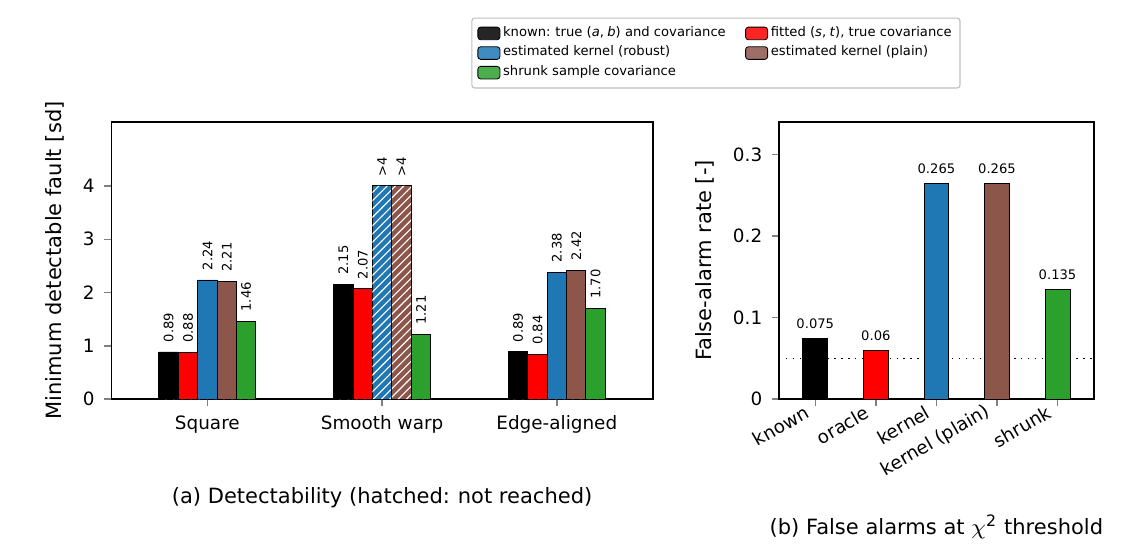 known: true (a, b) and covariance
fitted (s, t), true covariance
estimated kernel (robust)
estimated kernel (plain)
shrunk sample covariance
Minimum detectable fault [sd]
4
3
2
1
0
0.89
0.88
2.24
2.21
1.46
2.15
2.07
>4
>4
1.21
0.89
0.84
2.38
2.42
1.70
Square
Smooth warp
Edge-aligned
(a) Detectability (hatched: not reached)
False-alarm rate [-]
0.3
0.2
0.1
0
0.075
0.06
0.265
0.265
0.135
known
oracle
kernel
kernel (plain)
shrunk
(b) False alarms at χ² threshold